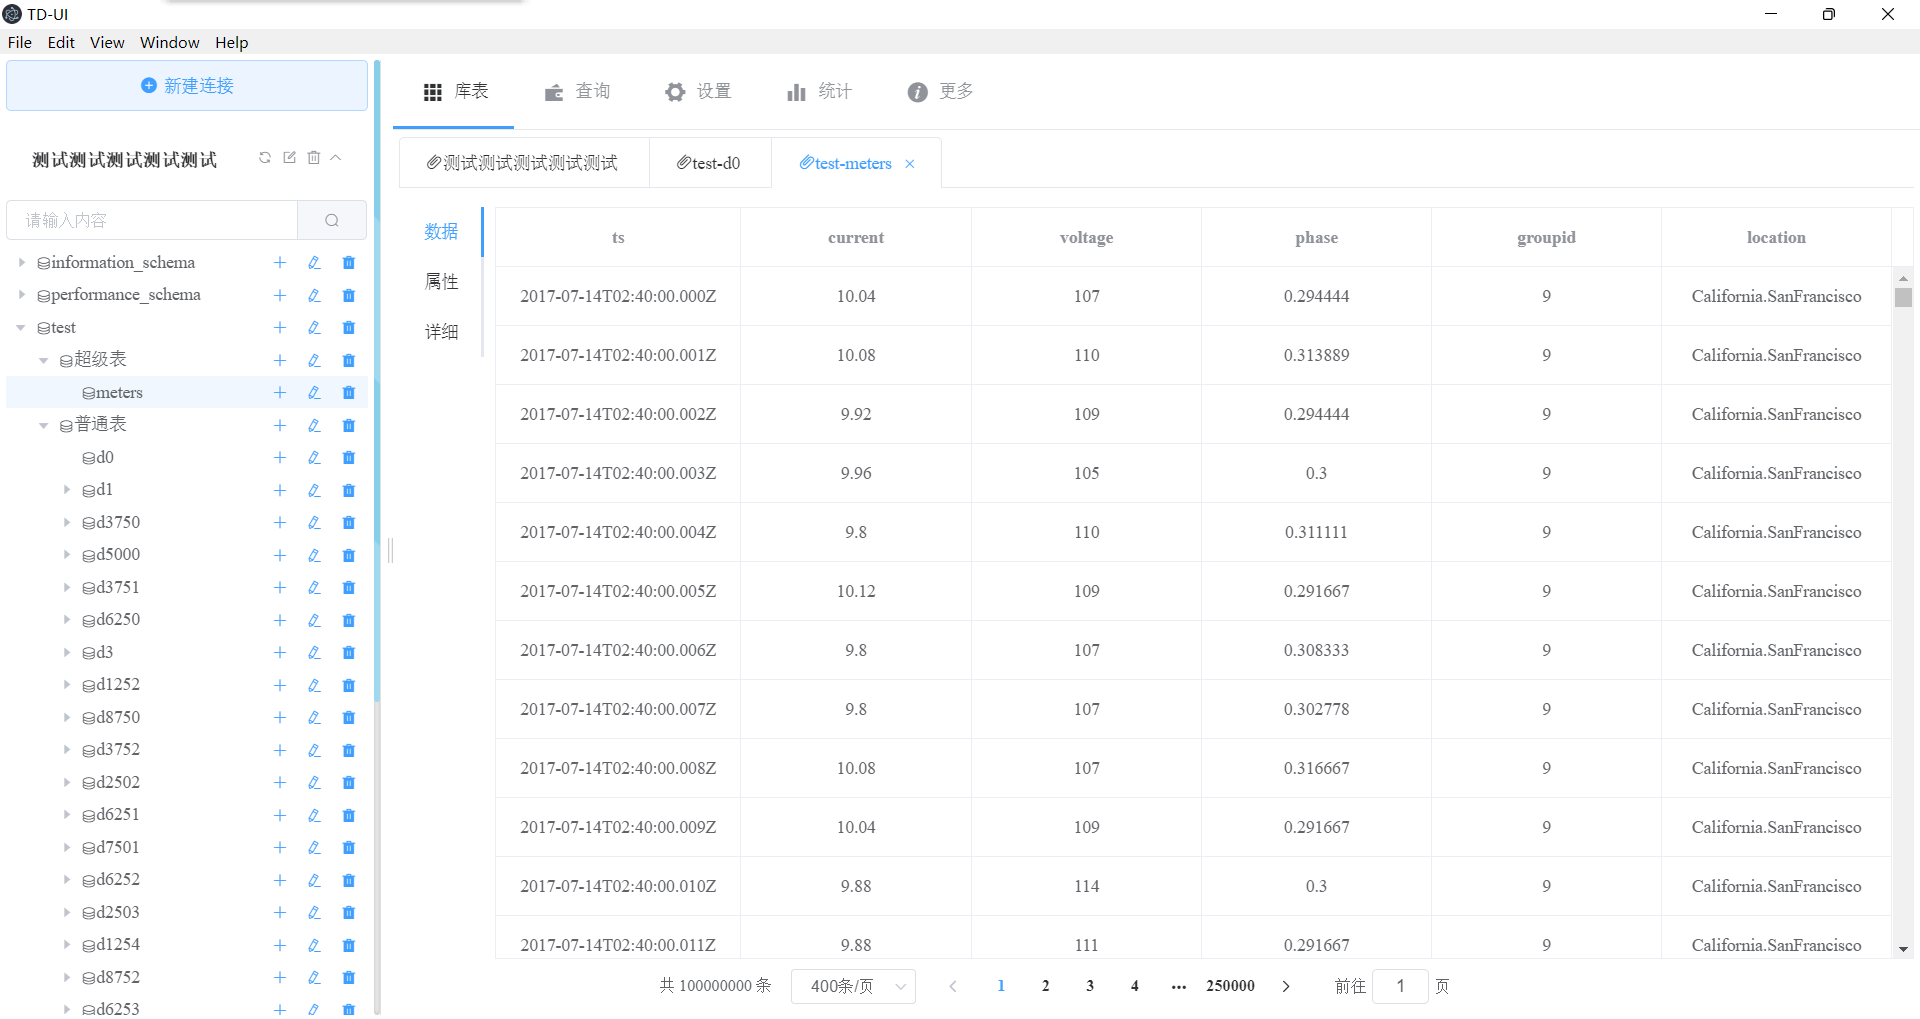 TD-UI
File Edit View Window Help
新建连接
测试测试测试测试测试
请输入内容
information_schema
performance_schema
test
超级表
meters
普通表
d0
d1
d3750
d5000
d3751
d6250
d3
d1252
d8750
d3752
d2502
d6251
d7501
d6252
d2503
d1254
d8752
d6253
库表 查询 设置 统计 更多
测试测试测试测试测试 test-d0 test-meters
数据
属性
详细
ts current voltage phase groupid location
2017-07-14T02:40:00.000Z 10.04 107 0.294444 9 California.SanFrancisco
2017-07-14T02:40:00.001Z 10.08 110 0.313889 9 California.SanFrancisco
2017-07-14T02:40:00.002Z 9.92 109 0.294444 9 California.SanFrancisco
2017-07-14T02:40:00.003Z 9.96 105 0.3 9 California.SanFrancisco
2017-07-14T02:40:00.004Z 9.8 110 0.311111 9 California.SanFrancisco
2017-07-14T02:40:00.005Z 10.12 109 0.291667 9 California.SanFrancisco
2017-07-14T02:40:00.006Z 9.8 107 0.308333 9 California.SanFrancisco
2017-07-14T02:40:00.007Z 9.8 107 0.302778 9 California.SanFrancisco
2017-07-14T02:40:00.008Z 10.08 107 0.316667 9 California.SanFrancisco
2017-07-14T02:40:00.009Z 10.04 109 0.291667 9 California.SanFrancisco
2017-07-14T02:40:00.010Z 9.88 114 0.3 9 California.SanFrancisco
2017-07-14T02:40:00.011Z 9.88 111 0.291667 9 California.SanFrancisco
共 100000000 条 400条/页 1 2 3 4 ••• 250000 前往 1 页